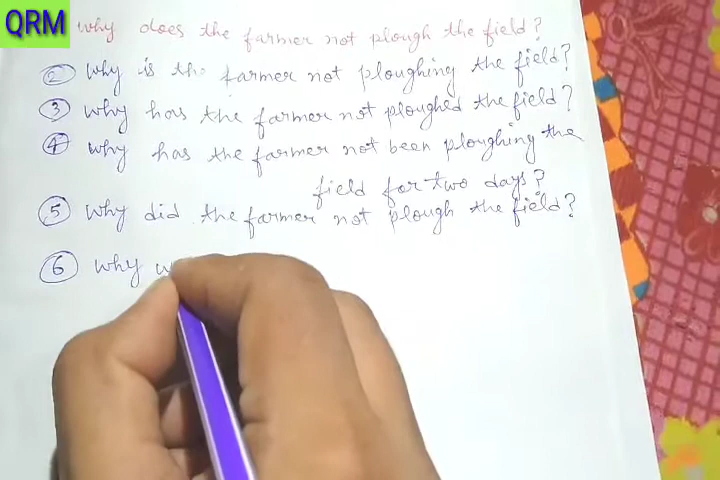 QRM
why does the farmer not plough the field?
② why is the farmer not ploughing the field?
③ why has the farmer not ploughed the field?
④ why has the farmer not been ploughing the
field for two days?
⑤ why did the farmer not plough the field?
⑥ why